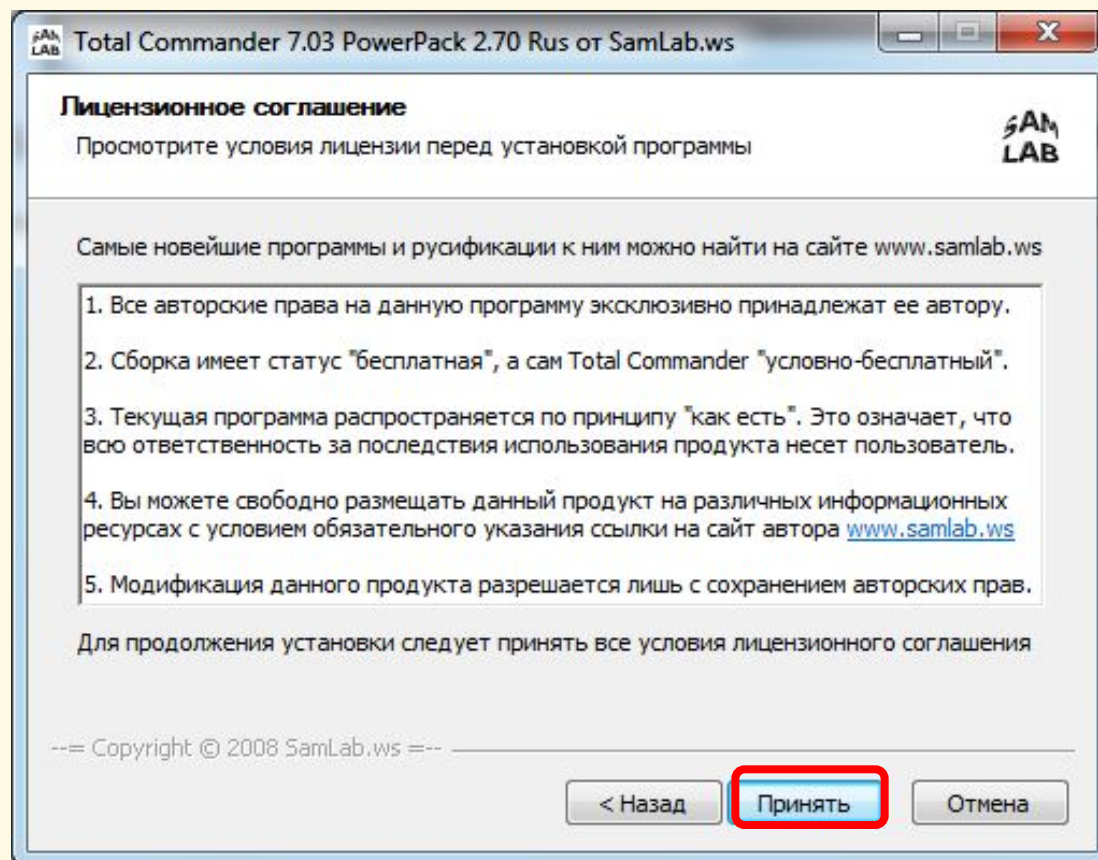 SAM
LAB
Total Commander 7.03 PowerPack 2.70 Rus от SamLab.ws
X
Лицензионное соглашение
Просмотрите условия лицензии перед установкой программы
SAM
LAB
Самые новейшие программы и русификации к ним можно найти на сайте www.samlab.ws
1. Все авторские права на данную программу эксклюзивно принадлежат ее автору.
2. Сборка имеет статус "бесплатная", а сам Total Commander "условно-бесплатный".
3. Текущая программа распространяется по принципу "как есть". Это означает, что
всю ответственность за последствия использования продукта несет пользователь.
4. Вы можете свободно размещать данный продукт на различных информационных
ресурсах с условием обязательного указания ссылки на сайт автора www.samlab.ws
5. Модификация данного продукта разрешается лишь с сохранением авторских прав.
Для продолжения установки следует принять все условия лицензионного соглашения
--= Copyright © 2008 SamLab.ws =--
< Назад Принять Отмена